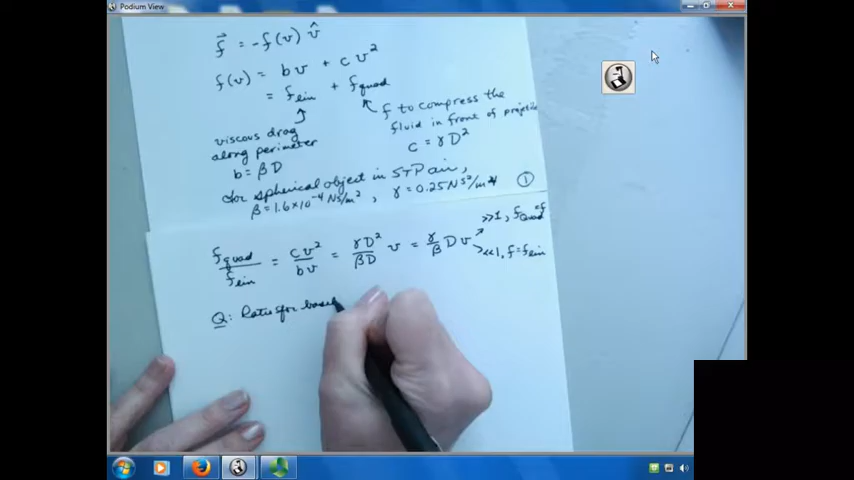 Podium View
f⃗ = -f(v) v̂
f(v) = bv + cv²
= f_lin + f_quad
viscous drag
along perimeter
b = βD
f to compress the
fluid in front of projectile
c = γD²
for spherical object in STP air,
β = 1.6×10⁻⁴ Ns/m², γ = 0.25 Ns²/m⁴ ①
f_quad/f_lin = cv²/bv = γD²/βD v = γ/β Dv
>>1, f_quad = f
<<1, f = f_lin
Q: Ratio for base